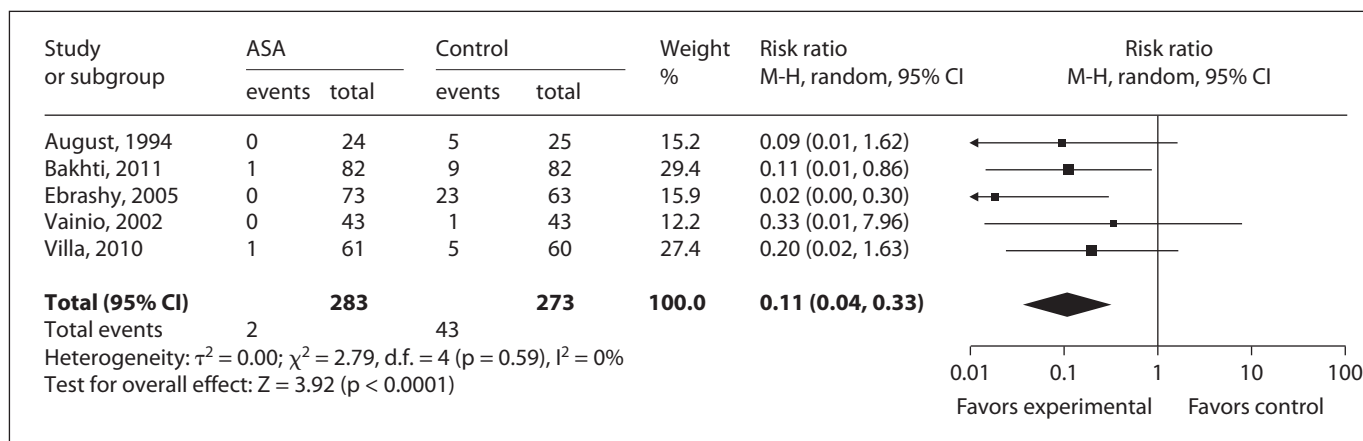 Study ASA Control Weight Risk ratio Risk ratio
or subgroup events total events total % M-H, random, 95% CI M-H, random, 95% CI
August, 1994 0 24 5 25 15.2 0.09 (0.01, 1.62)
Bakhti, 2011 1 82 9 82 29.4 0.11 (0.01, 0.86)
Ebrashy, 2005 0 73 23 63 15.9 0.02 (0.00, 0.30)
Vainio, 2002 0 43 1 43 12.2 0.33 (0.01, 7.96)
Villa, 2010 1 61 5 60 27.4 0.20 (0.02, 1.63)
Total (95% CI) 283 273 100.0 0.11 (0.04, 0.33)
Total events 2 43
Heterogeneity: τ² = 0.00; χ² = 2.79, d.f. = 4 (p = 0.59), I² = 0%
Test for overall effect: Z = 3.92 (p < 0.0001)
0.01 0.1 1 10 100
Favors experimental Favors control